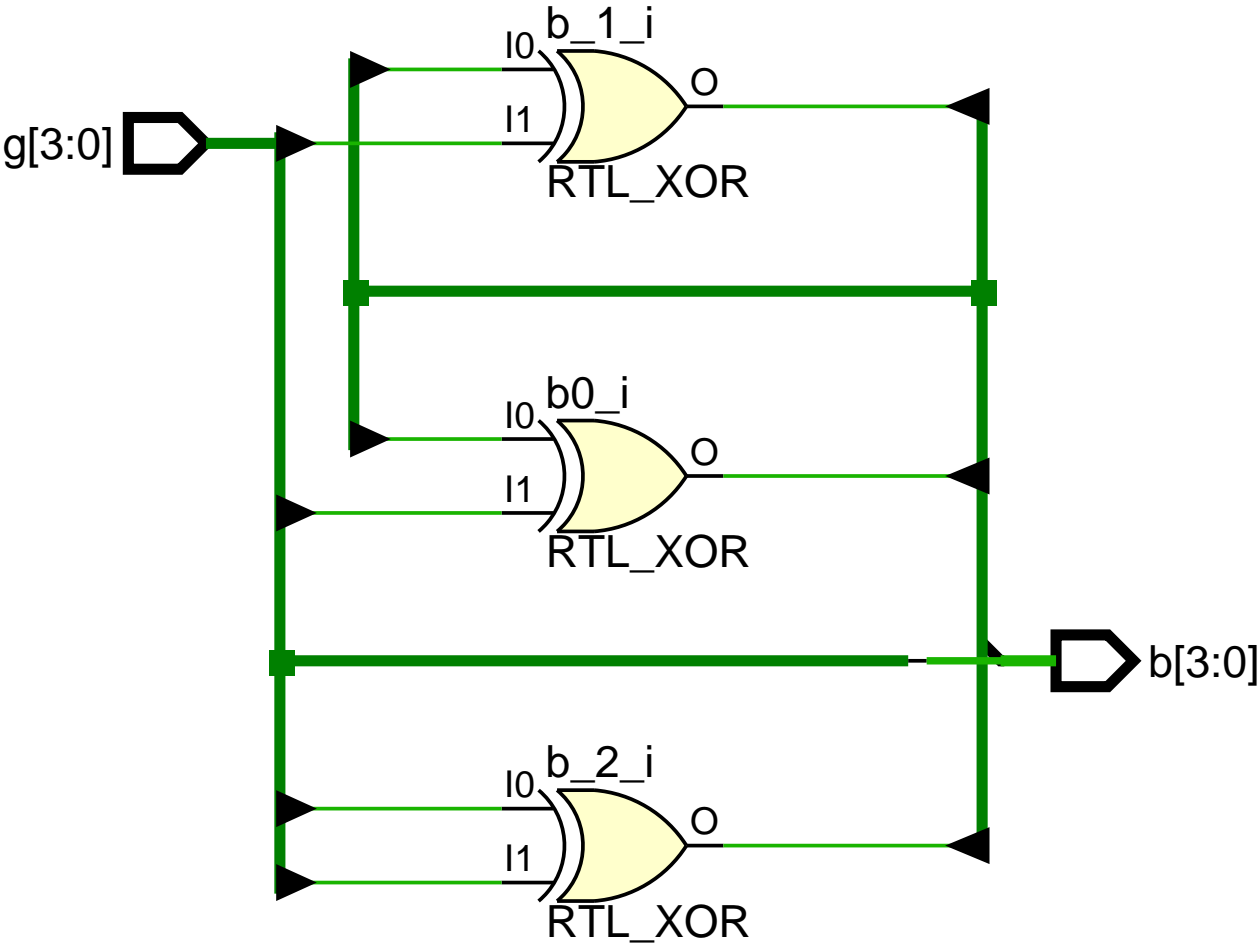 b_1_i
I0
O
I1
g[3:0]
RTL_XOR
b0_i
I0
O
I1
RTL_XOR
b[3:0]
b_2_i
I0
O
I1
RTL_XOR